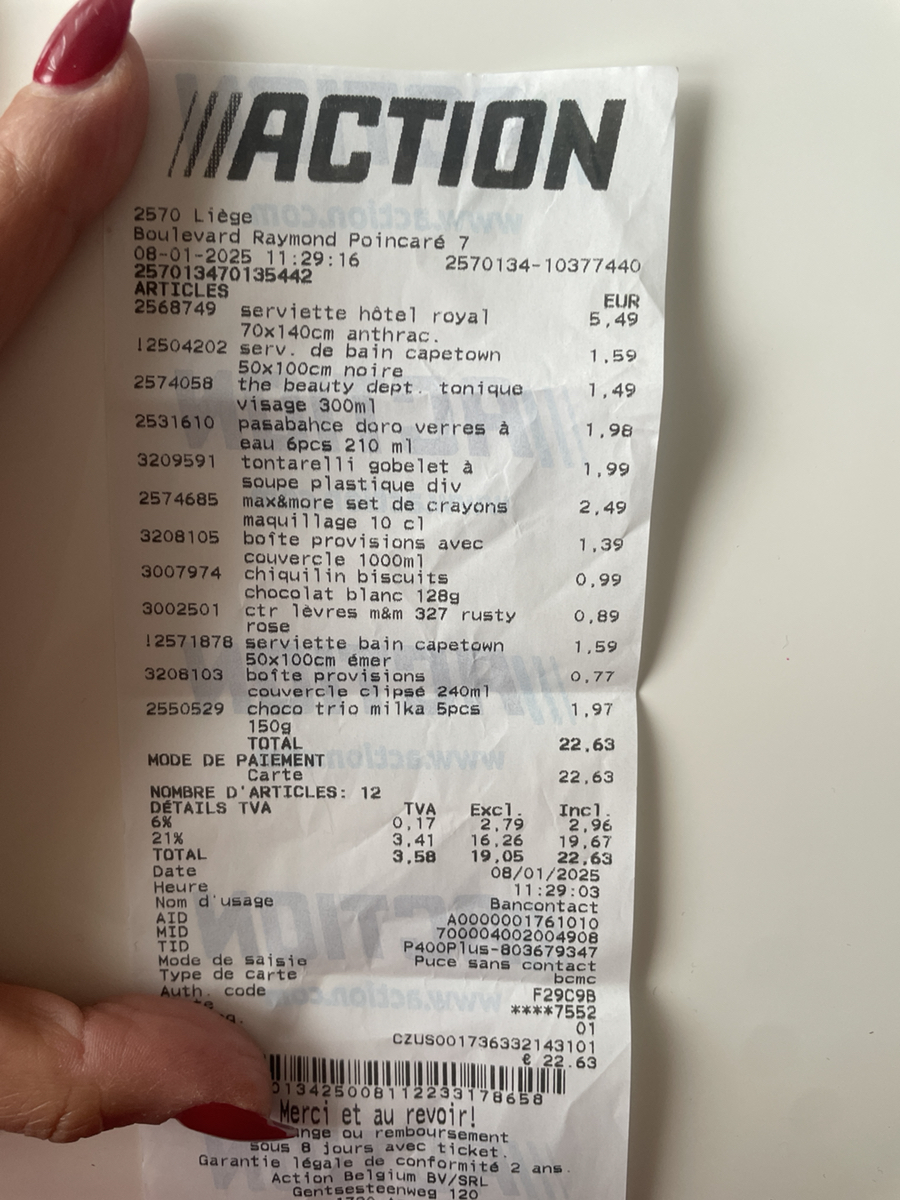 ///ACTION
2570 Liège
Boulevard Raymond Poincaré 7
08-01-2025 11:29:16 2570134-10377440
257013470135442
ARTICLES EUR
2568749 serviette hôtel royal 5,49
70x140cm anthrac.
!2504202 serv. de bain capetown 1,59
50x100cm noire
2574058 the beauty dept. tonique 1,49
visage 300ml
2531610 pasabahce doro verres à 1,98
eau 6pcs 210 ml
3209591 tontarelli gobelet à 1,99
soupe plastique div
2574685 max&more set de crayons 2,49
maquillage 10 cl
3208105 boîte provisions avec 1,39
couvercle 1000ml
3007974 chiquilin biscuits 0,99
chocolat blanc 128g
3002501 ctr lèvres m&m 327 rusty 0,89
rose
!2571878 serviette bain capetown 1,59
50x100cm émer
3208103 boîte provisions 0,77
couvercle clipsé 240ml
2550529 choco trio milka 5pcs 1,97
150g
TOTAL 22,63
MODE DE PAIEMENT
Carte 22,63
NOMBRE D'ARTICLES: 12
DÉTAILS TVA TVA Excl. Incl.
6% 0,17 2,79 2,96
21% 3,41 16,26 19,67
TOTAL 3,58 19,05 22,63
Date 08/01/2025
Heure 11:29:03
Nom d'usage Bancontact
AID A0000001761010
MID 700004002004908
TID P400Plus-803679347
Mode de saisie Puce sans contact
Type de carte bcmc
Auth. code F29C9B
****7552
01
CZUS001736332143101
€ 22.63
013425008112233178658
Merci et au revoir!
ou remboursement
sous 8 jours avec ticket.
Garantie légale de conformité 2 ans.
Action Belgium BV/SRL
Gentsesteenweg 120